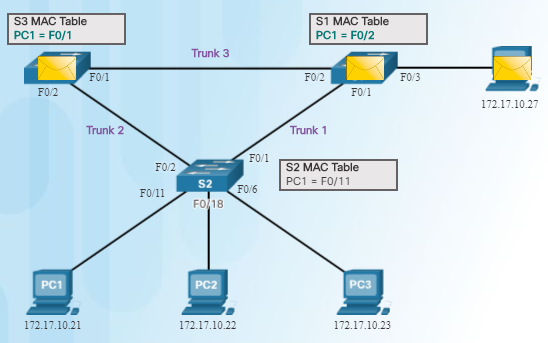 S3 MAC Table
PC1 = F0/1
S1 MAC Table
PC1 = F0/2
Trunk 3
F0/1
F0/2
F0/3
F0/2
F0/1
172.17.10.27
Trunk 2
Trunk 1
F0/2
F0/1
S2 MAC Table
PC1 = F0/11
S2
F0/11
F0/6
F0/18
PC1
PC2
PC3
172.17.10.21
172.17.10.22
172.17.10.23